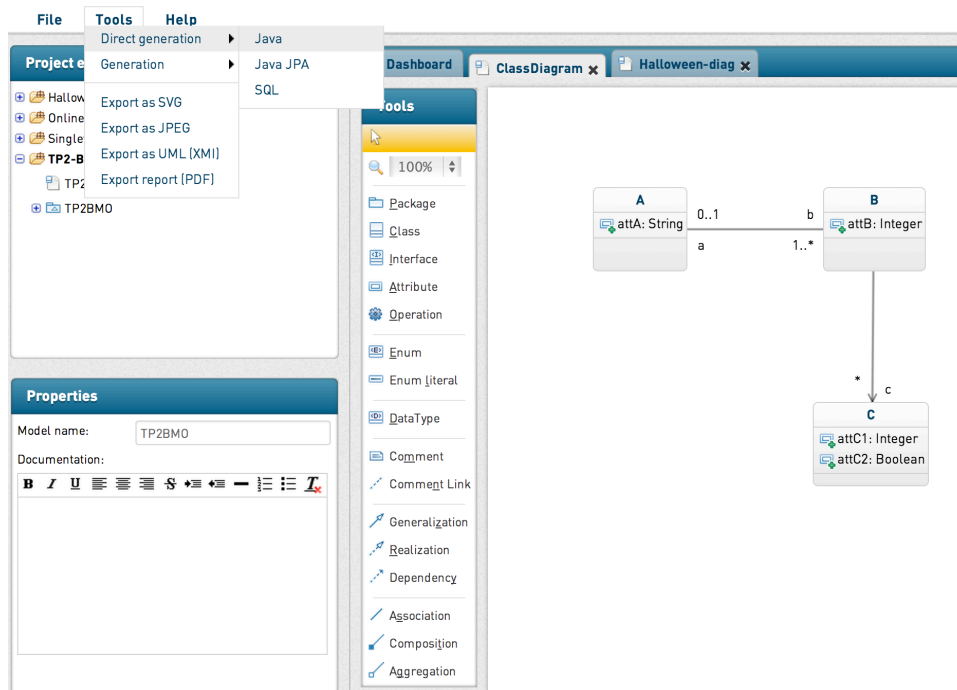 File Tools Help
Direct generation Java
Generation Java JPA
SQL
Export as SVG
Export as JPEG
Export as UML (XMI)
Export report (PDF)
Project e
Hallow
Online
Single
TP2-B
TP2
TP2BMO
Dashboard ClassDiagram Halloween-diag
Tools
100%
Package
Class
Interface
Attribute
Operation
Enum
Enum literal
DataType
Comment
Comment Link
Generalization
Realization
Dependency
Association
Composition
Aggregation
Properties
Model name: TP2BMO
Documentation:
B I U S T
A
attA: String
0..1 b
a 1..*
B
attB: Integer
* c
C
attC1: Integer
attC2: Boolean